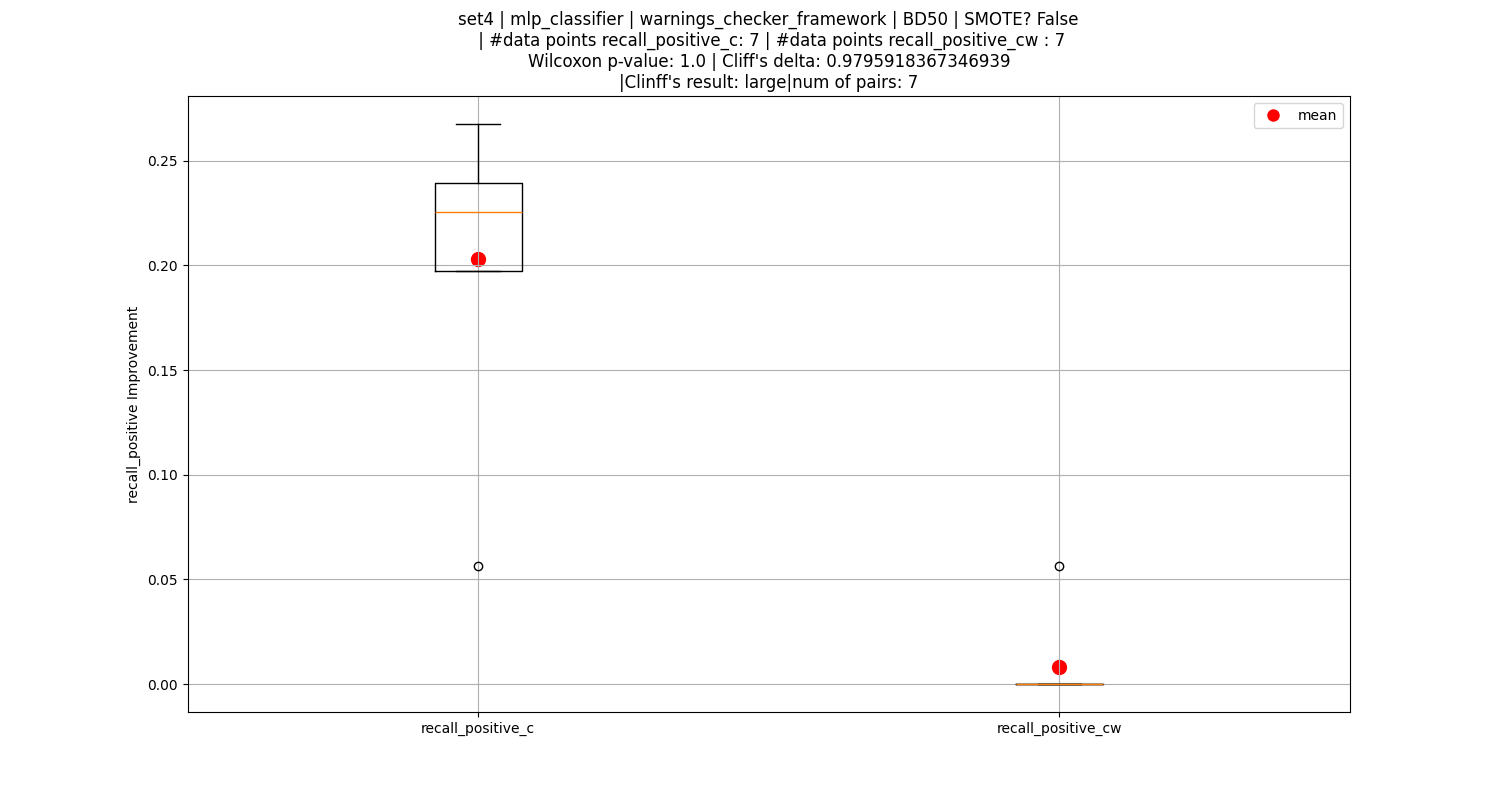 set4 | mlp_classifier | warnings_checker_framework | BD50 | SMOTE? False
| #data points recall_positive_c: 7 | #data points recall_positive_cw : 7
Wilcoxon p-value: 1.0 | Cliff's delta: 0.9795918367346939
|Clinff's result: large|num of pairs: 7
mean
0.25
0.20
0.15
0.10
0.05
0.00
recall_positive Improvement
recall_positive_c
recall_positive_cw